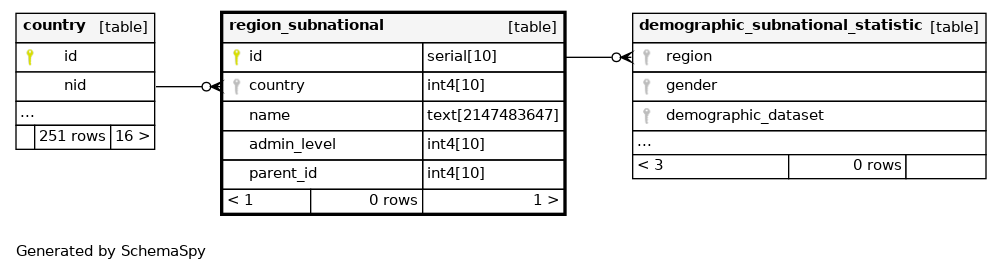 country [table]
id
nid
...
251 rows 16 >
region_subnational [table]
id serial[10]
country int4[10]
name text[2147483647]
admin_level int4[10]
parent_id int4[10]
< 1 0 rows 1 >
demographic_subnational_statistic [table]
region
gender
demographic_dataset
...
< 3 0 rows
Generated by SchemaSpy